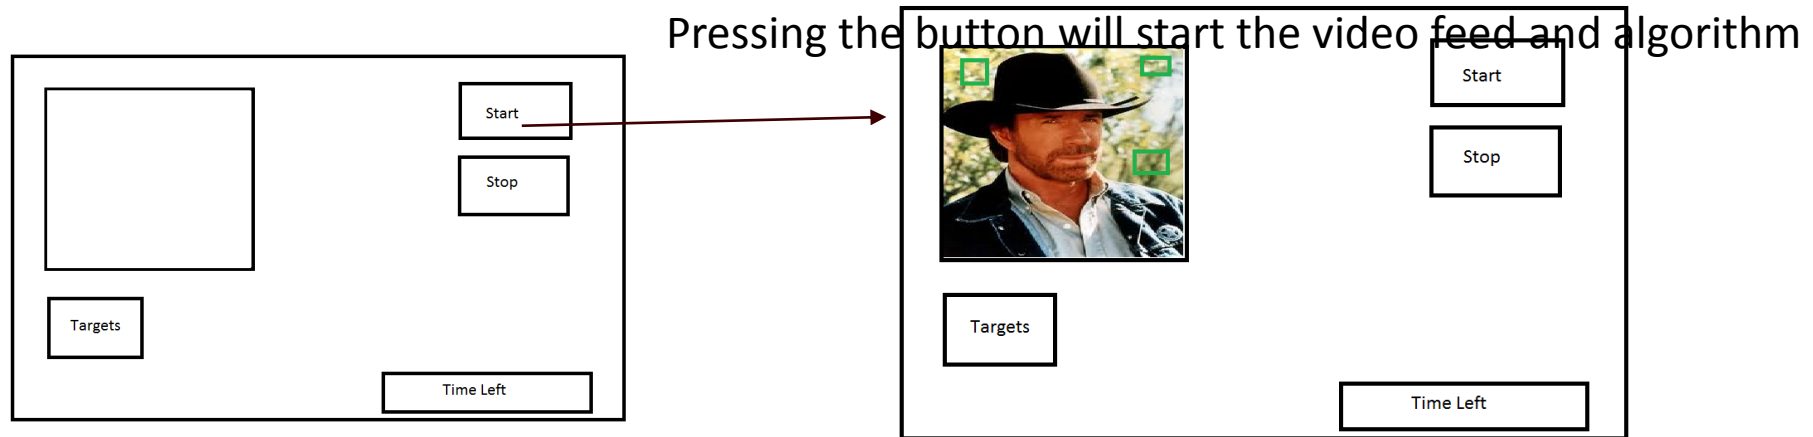 Pressing the button will start the video feed and algorithm
Start
Stop
Targets
Time Left
Start
Stop
Targets
Time Left